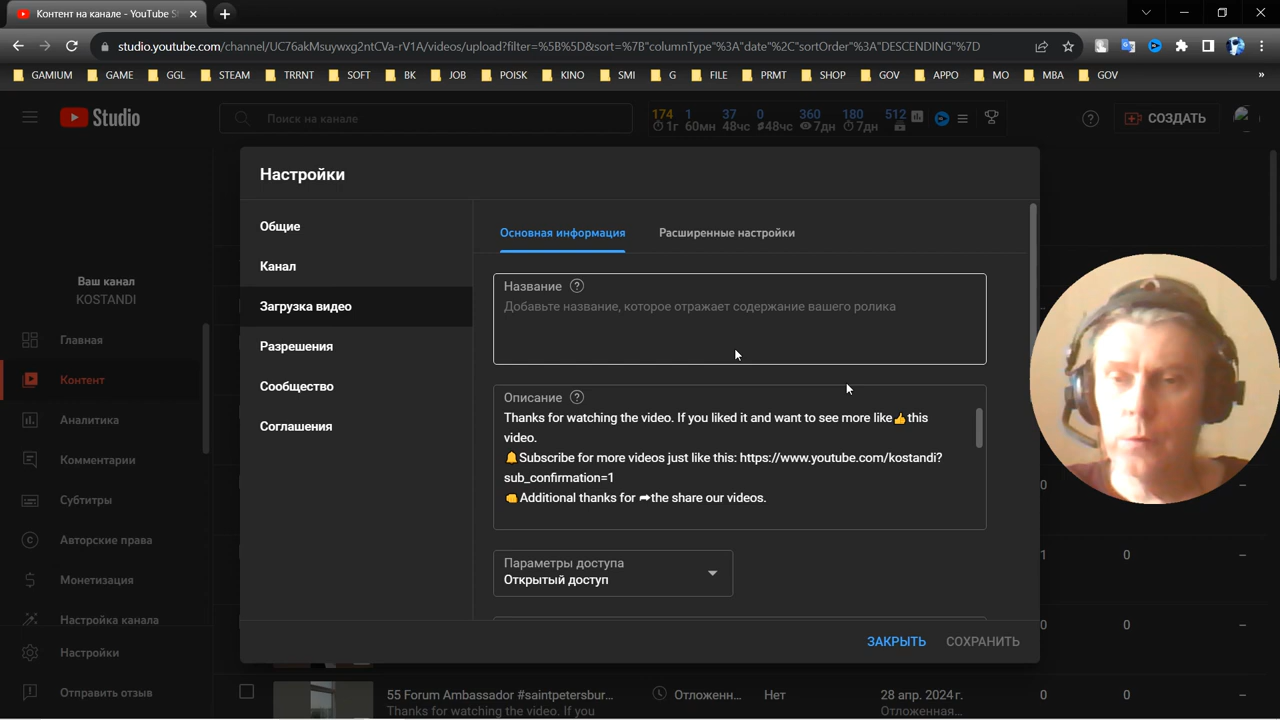 Контент на канале - YouTube S
studio.youtube.com/channel/UC76akMsuywxg2ntCVa-rV1A/videos/upload?filter=%5B%5D&sort=%7B"columnType"%3A"date"%2C"sortOrder"%3A"DESCENDING"%7D
GAMIUM GAME GGL STEAM TRRNT SOFT BK JOB POISK KINO SMI G FILE PRMT SHOP GOV APPO MO MBA GOV »
Studio
Поиск на канале
174 1 37 0 360 180 512
1г 60мн 48чс 48чс 7дн 7дн
СОЗДАТЬ
Настройки
Общие
Канал
Загрузка видео
Разрешения
Сообщество
Соглашения
Основная информация Расширенные настройки
Название
Добавьте название, которое отражает содержание вашего ролика
Описание
Thanks for watching the video. If you liked it and want to see more like👍this
video.
🔔Subscribe for more videos just like this: https://www.youtube.com/kostandi?
sub_confirmation=1
👊Additional thanks for ➦the share our videos.
Параметры доступа
Открытый доступ
ЗАКРЫТЬ СОХРАНИТЬ
Ваш канал
KOSTANDI
Главная
Контент
Аналитика
Комментарии
Субтитры
Авторские права
Монетизация
Настройка канала
Настройки
Отправить отзыв
0 –
1 0 –
0 0 –
55 Forum Ambassador #saintpetersbur...
Thanks for watching the video. If you
Отложенн... Нет 28 апр. 2024 г. 0 0 –
Отложенная...